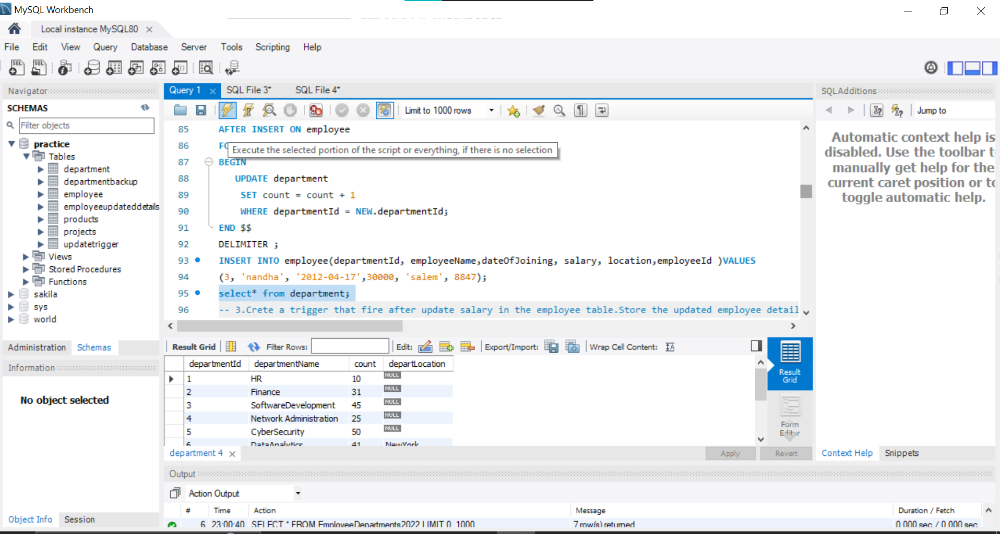 MySQL Workbench
Local instance MySQL80
File Edit View Query Database Server Tools Scripting Help
Navigator
SCHEMAS
Filter objects
practice
Tables
department
departmentbackup
employee
employeeupdateddetails
products
projects
updatetrigger
Views
Stored Procedures
Functions
sakila
sys
world
Administration Schemas
Information
No object selected
Object Info Session
Query 1 SQL File 3* SQL File 4*
Limit to 1000 rows
85 AFTER INSERT ON employee
86 FO
Execute the selected portion of the script or everything, if there is no selection
87 BEGIN
88 UPDATE department
89 SET count = count + 1
90 WHERE departmentId = NEW.departmentId;
91 END $$
92 DELIMITER ;
93 INSERT INTO employee(departmentId, employeeName,dateOfJoining, salary, location,employeeId )VALUES
94 (3, 'nandha', '2012-04-17',30000, 'salem', 8847);
95 select* from department;
96 -- 3.Crete a trigger that fire after update salary in the employee table.Store the updated employee detail
Result Grid Filter Rows: Edit: Export/Import: Wrap Cell Content:
departmentId departmentName count departLocation
1 HR 10 NULL
2 Finance 31 NULL
3 SoftwareDevelopment 45 NULL
4 Network Administration 25 NULL
5 CyberSecurity 50 NULL
6 DataAnalytics 41 NewYork
Result Grid
Form Editor
department 4
Apply Revert
Output
Action Output
# Time Action Message Duration / Fetch
6 23:00:40 SELECT * FROM EmployeeDepartments2022 LIMIT 0, 1000 7 row(s) returned 0.000 sec / 0.000 sec
SQLAdditions
Jump to
Automatic context help is
disabled. Use the toolbar t
manually get help for the
current caret position or to
toggle automatic help.
Context Help Snippets